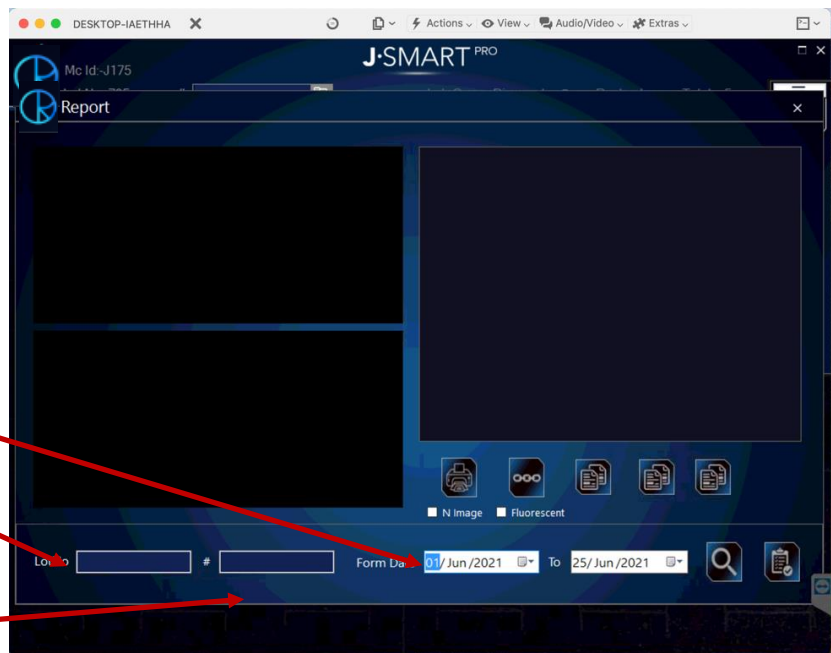 DESKTOP-IAETHHA Actions View Audio/Video Extras
J·SMART PRO
Mc Id:-J175
Report
N Image Fluorescent
# Form Da 01/ Jun /2021 To 25/ Jun /2021